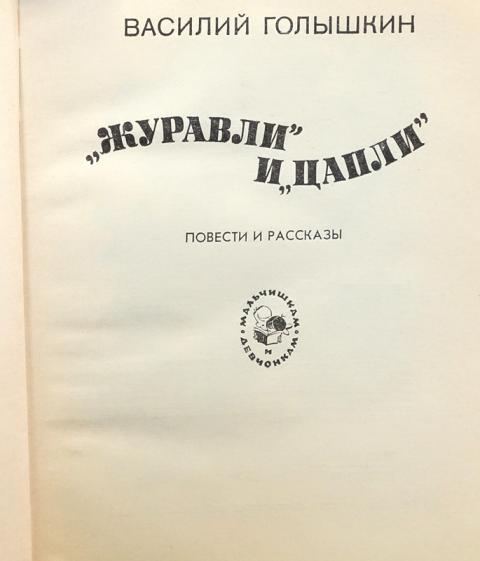 ВАСИЛИЙ ГОЛЫШКИН
„ЖУРАВЛИ”
И „ЦАПЛИ”
ПОВЕСТИ И РАССКАЗЫ
МАЛЬЧИШКАМ
И
ДЕВЧОНКАМ